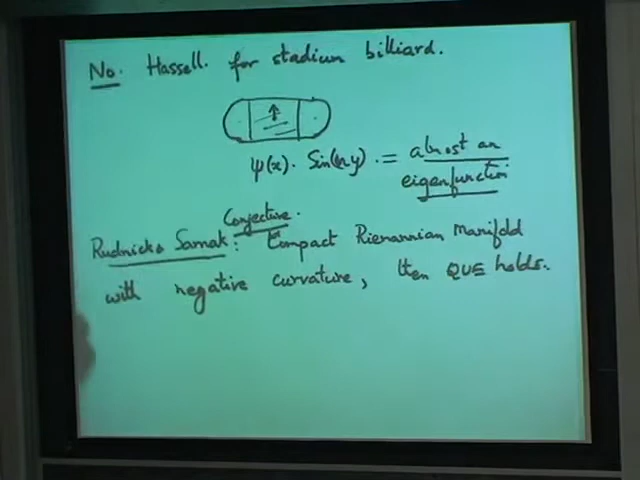 No. Hassell. for stadium billiard.
ψ(x). Sin(ny). = almost an
eigenfunction
Conjecture.
Rudnick & Sarnak: Compact Riemannian Manifold
with negative curvature, then QUE holds.